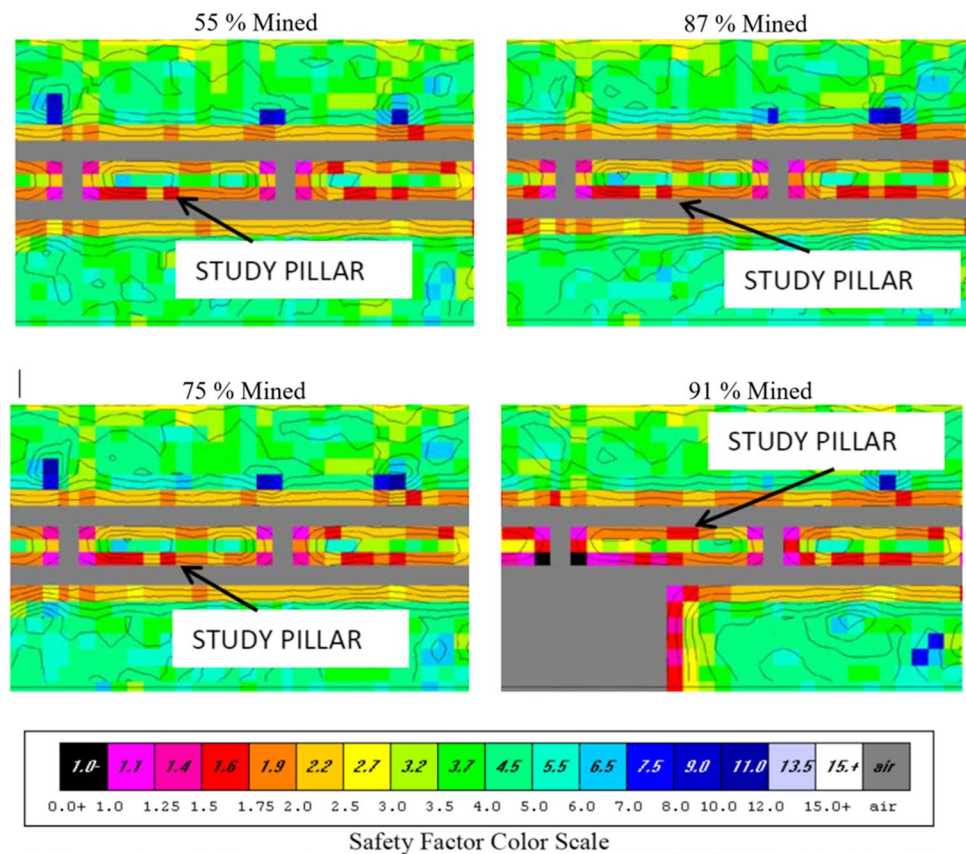 55 % Mined
87 % Mined
STUDY PILLAR
STUDY PILLAR
75 % Mined
91 % Mined
STUDY PILLAR
STUDY PILLAR
1.0- 1.1 1.4 1.6 1.9 2.2 2.7 3.2 3.7 4.5 5.5 6.5 7.5 9.0 11.0 13.5 15.+ air
0.0+ 1.0 1.25 1.5 1.75 2.0 2.5 3.0 3.5 4.0 5.0 6.0 7.0 8.0 10.0 12.0 15.0+ air
Safety Factor Color Scale